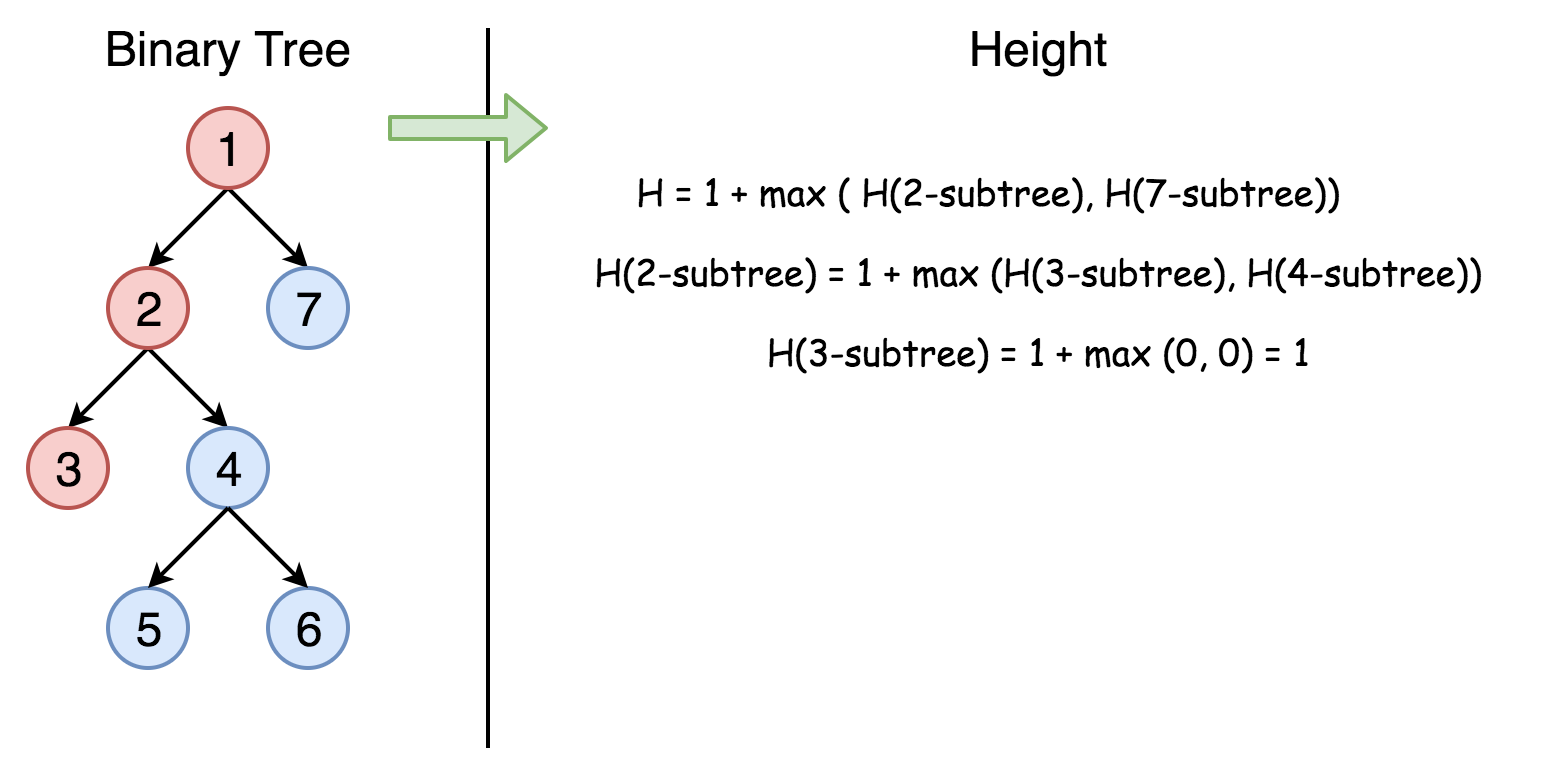 Binary Tree
Height
1
H = 1 + max ( H(2-subtree), H(7-subtree))
H(2-subtree) = 1 + max (H(3-subtree), H(4-subtree))
2 7
H(3-subtree) = 1 + max (0, 0) = 1
3 4
5 6